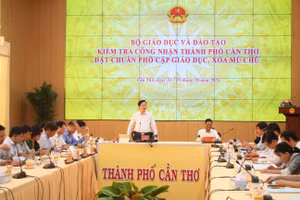 BỘ GIÁO DỤC VÀ ĐÀO TẠO
KIỂM TRA CÔNG NHẬN THÀNH PHỐ CẦN THƠ
ĐẠT CHUẨN PHỔ CẬP GIÁO DỤC, XÓA MÙ CHỮ
THÀNH PHỐ CẦN THƠ